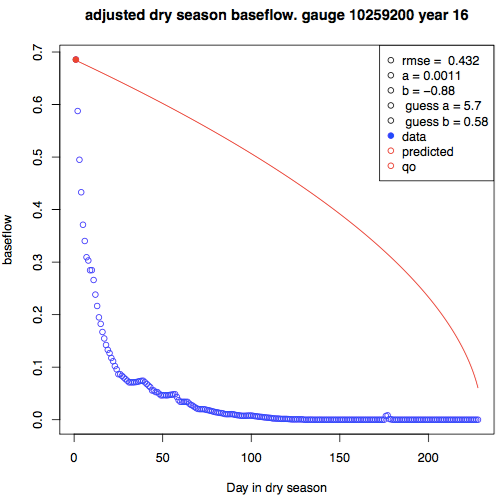 adjusted dry season baseflow. gauge 10259200 year 16
rmse =  0.432
a = 0.0011
b = −0.88
guess a = 5.7
guess b = 0.58
data
predicted
qo
baseflow
0.7
0.6
0.5
0.4
0.3
0.2
0.1
0.0
0 50 100 150 200
Day in dry season